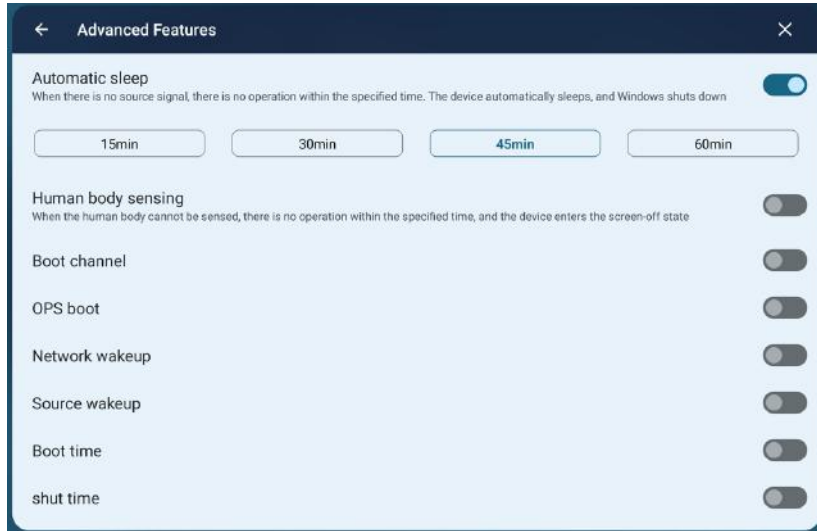 Advanced Features
Automatic sleep
When there is no source signal, there is no operation within the specified time. The device automatically sleeps, and Windows shuts down
15min 30min 45min 60min
Human body sensing
When the human body cannot be sensed, there is no operation within the specified time, and the device enters the screen-off state
Boot channel
OPS boot
Network wakeup
Source wakeup
Boot time
shut time